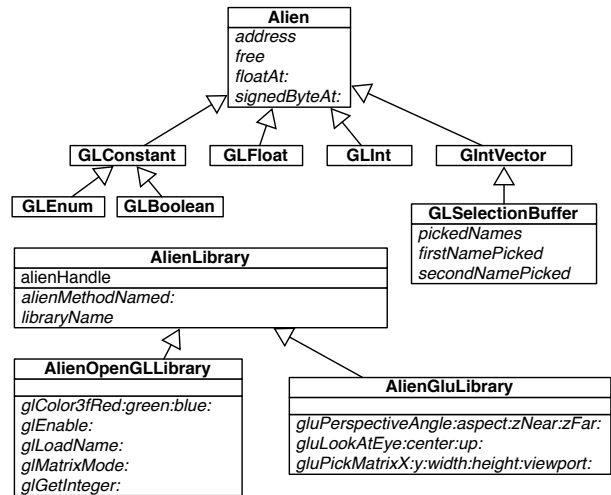 Alien
address
free
floatAt:
signedByteAt:
GLConstant
GLFloat
GLInt
GIntVector
GLEnum
GLBoolean
GLSelectionBuffer
pickedNames
firstNamePicked
secondNamePicked
AlienLibrary
alienHandle
alienMethodNamed:
libraryName
AlienOpenGLLibrary
glColor3fRed:green:blue:
glEnable:
glLoadName:
glMatrixMode:
glGetInteger:
AlienGluLibrary
gluPerspectiveAngle:aspect:zNear:zFar:
gluLookAtEye:center:up:
gluPickMatrixX:y:width:height:viewport: